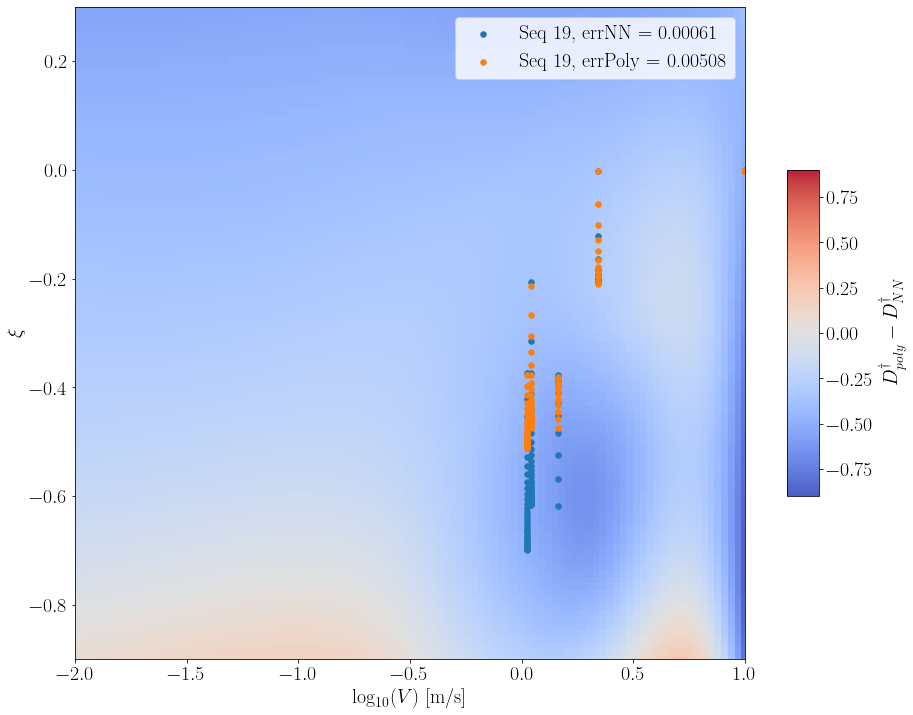 Seq 19, errNN = 0.00061
Seq 19, errPoly = 0.00508
0.2
0.0
−0.2
−0.4
−0.6
−0.8
ξ
−2.0 −1.5 −1.0 −0.5 0.0 0.5 1.0
log₁₀(V) [m/s]
0.75
0.50
0.25
0.00
−0.25
−0.50
−0.75
D†poly − D†NN